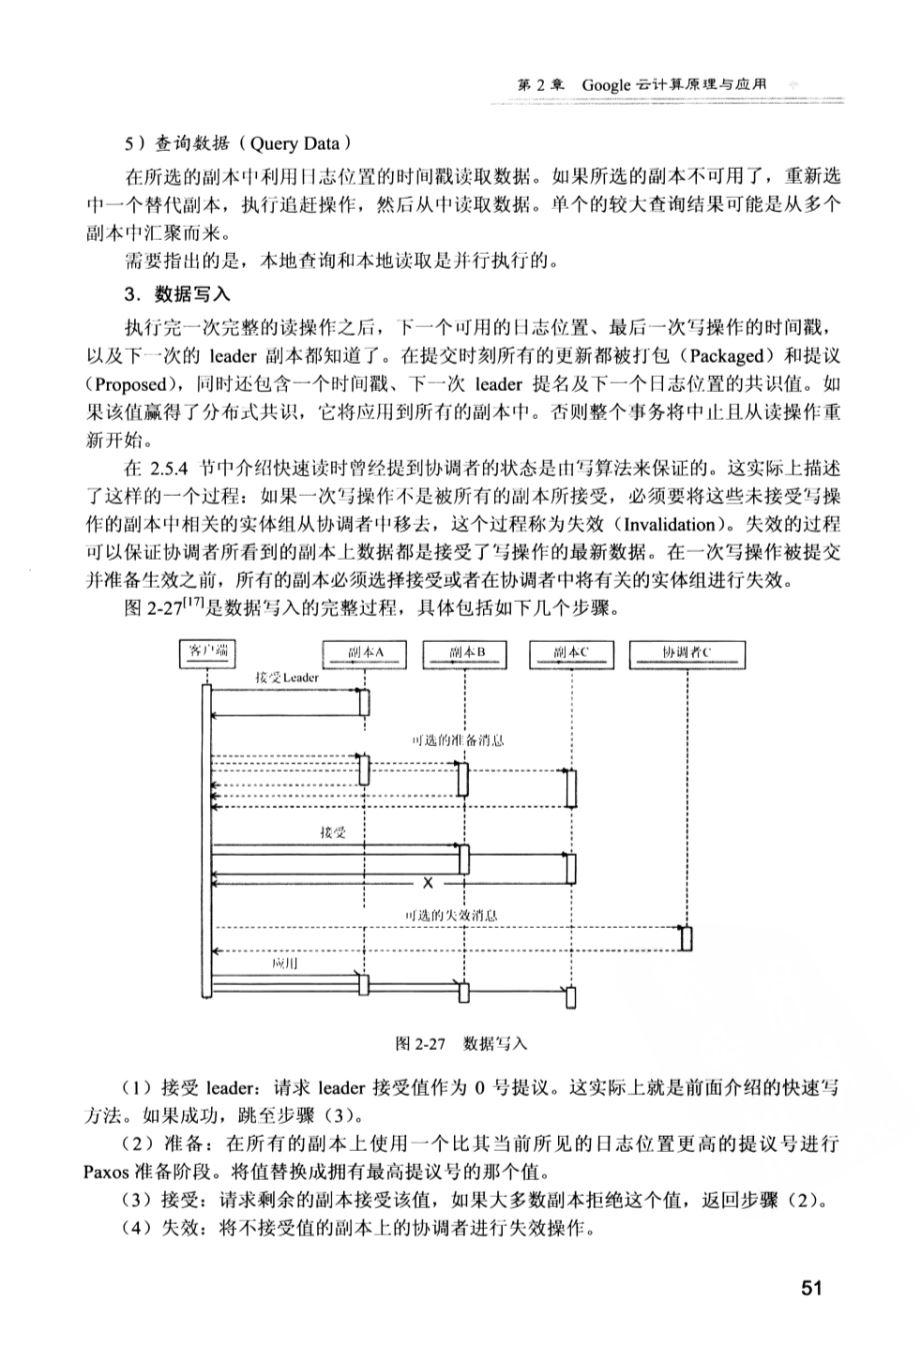 第 2 章 Google 云计算原理与应用
5）查询数据（Query Data）
在所选的副本中利用日志位置的时间戳读取数据。如果所选的副本不可用了，重新选
中一个替代副本，执行追赶操作，然后从中读取数据。单个的较大查询结果可能是从多个
副本中汇聚而来。
需要指出的是，本地查询和本地读取是并行执行的。
3．数据写入
执行完一次完整的读操作之后，下一个可用的日志位置、最后一次写操作的时间戳，
以及下一次的 leader 副本都知道了。在提交时刻所有的更新都被打包（Packaged）和提议
（Proposed），同时还包含一个时间戳、下一次 leader 提名及下一个日志位置的共识值。如
果该值赢得了分布式共识，它将应用到所有的副本中。否则整个事务将中止且从读操作重
新开始。
在 2.5.4 节中介绍快速读时曾经提到协调者的状态是由写算法来保证的。这实际上描述
了这样的一个过程：如果一次写操作不是被所有的副本所接受，必须要将这些未接受写操
作的副本中相关的实体组从协调者中移去，这个过程称为失效（Invalidation）。失效的过程
可以保证协调者所看到的副本上数据都是接受了写操作的最新数据。在一次写操作被提交
并准备生效之前，所有的副本必须选择接受或者在协调者中将有关的实体组进行失效。
图 2-27[17]是数据写入的完整过程，具体包括如下几个步骤。
客户端 副本A 副本B 副本C 协调者C
接受Leader
可选的准备消息
接受
X
可选的失效消息
应用
图 2-27 数据写入
（1）接受 leader：请求 leader 接受值作为 0 号提议。这实际上就是前面介绍的快速写
方法。如果成功，跳至步骤（3）。
（2）准备：在所有的副本上使用一个比其当前所见的日志位置更高的提议号进行
Paxos 准备阶段。将值替换成拥有最高提议号的那个值。
（3）接受：请求剩余的副本接受该值，如果大多数副本拒绝这个值，返回步骤（2）。
（4）失效：将不接受值的副本上的协调者进行失效操作。
51